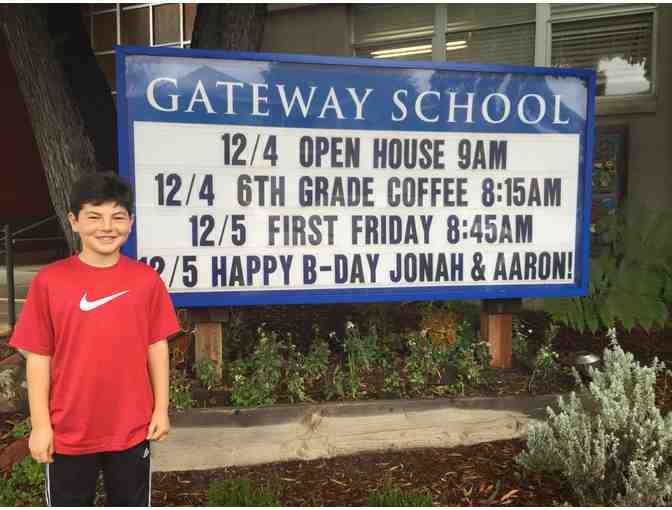 GATEWAY SCHOOL
12/4 OPEN HOUSE 9AM
12/4 6TH GRADE COFFEE 8:15AM
12/5 FIRST FRIDAY 8:45AM
12/5 HAPPY B-DAY JONAH & AARON!